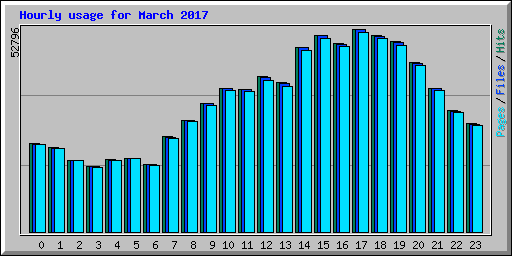 Hourly usage for March 2017
52796
Pages/Files/Hits
0 1 2 3 4 5 6 7 8 9 10 11 12 13 14 15 16 17 18 19 20 21 22 23